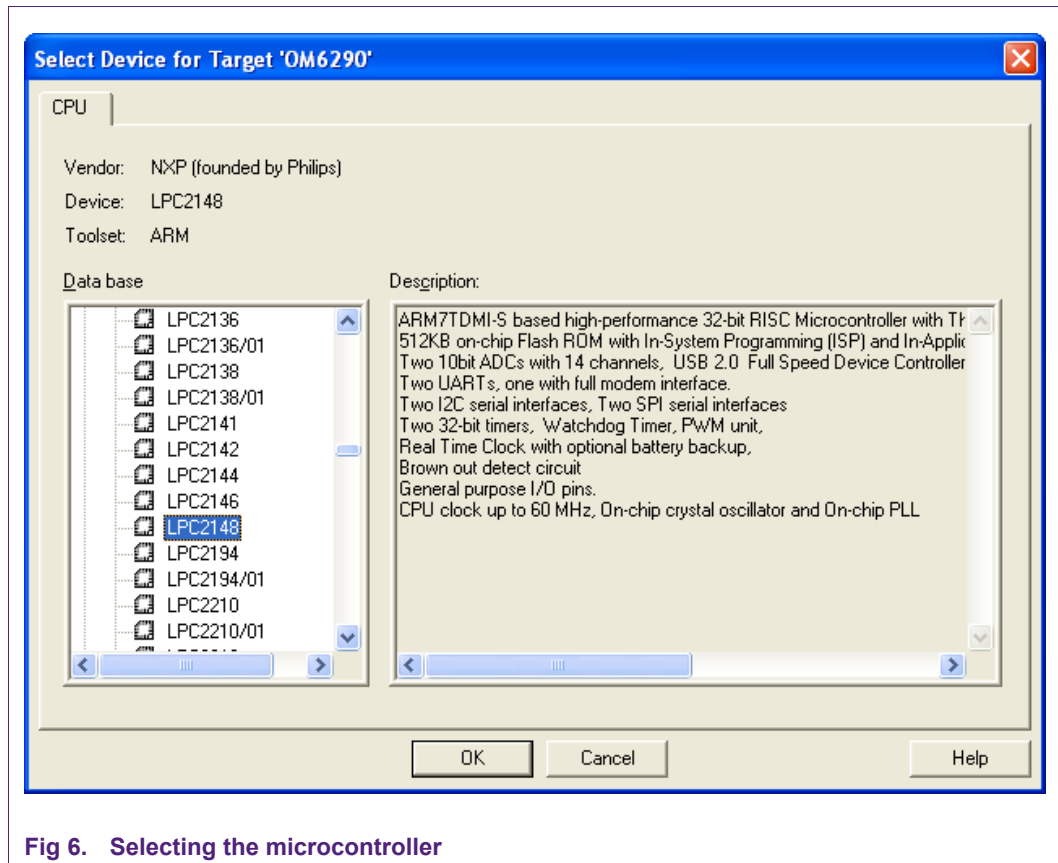 Select Device for Target 'OM6290'
CPU
Vendor: NXP (founded by Philips)
Device: LPC2148
Toolset: ARM
Data base
LPC2136
LPC2136/01
LPC2138
LPC2138/01
LPC2141
LPC2142
LPC2144
LPC2146
LPC2148
LPC2194
LPC2194/01
LPC2210
LPC2210/01
Description:
ARM7TDMI-S based high-performance 32-bit RISC Microcontroller with
512KB on-chip Flash ROM with In-System Programming (ISP) and
Two 10bit ADCs with 14 channels, USB 2.0 Full Speed Device Controller
Two UARTs, one with full modem interface.
Two I2C serial interfaces, Two SPI serial interfaces
Two 32-bit timers, Watchdog Timer, PWM unit,
Real Time Clock with optional battery backup,
Brown out detect circuit
General purpose I/O pins.
CPU clock up to 60 MHz, On-chip crystal oscillator and On-chip PLL
OK Cancel Help
Fig 6. Selecting the microcontroller